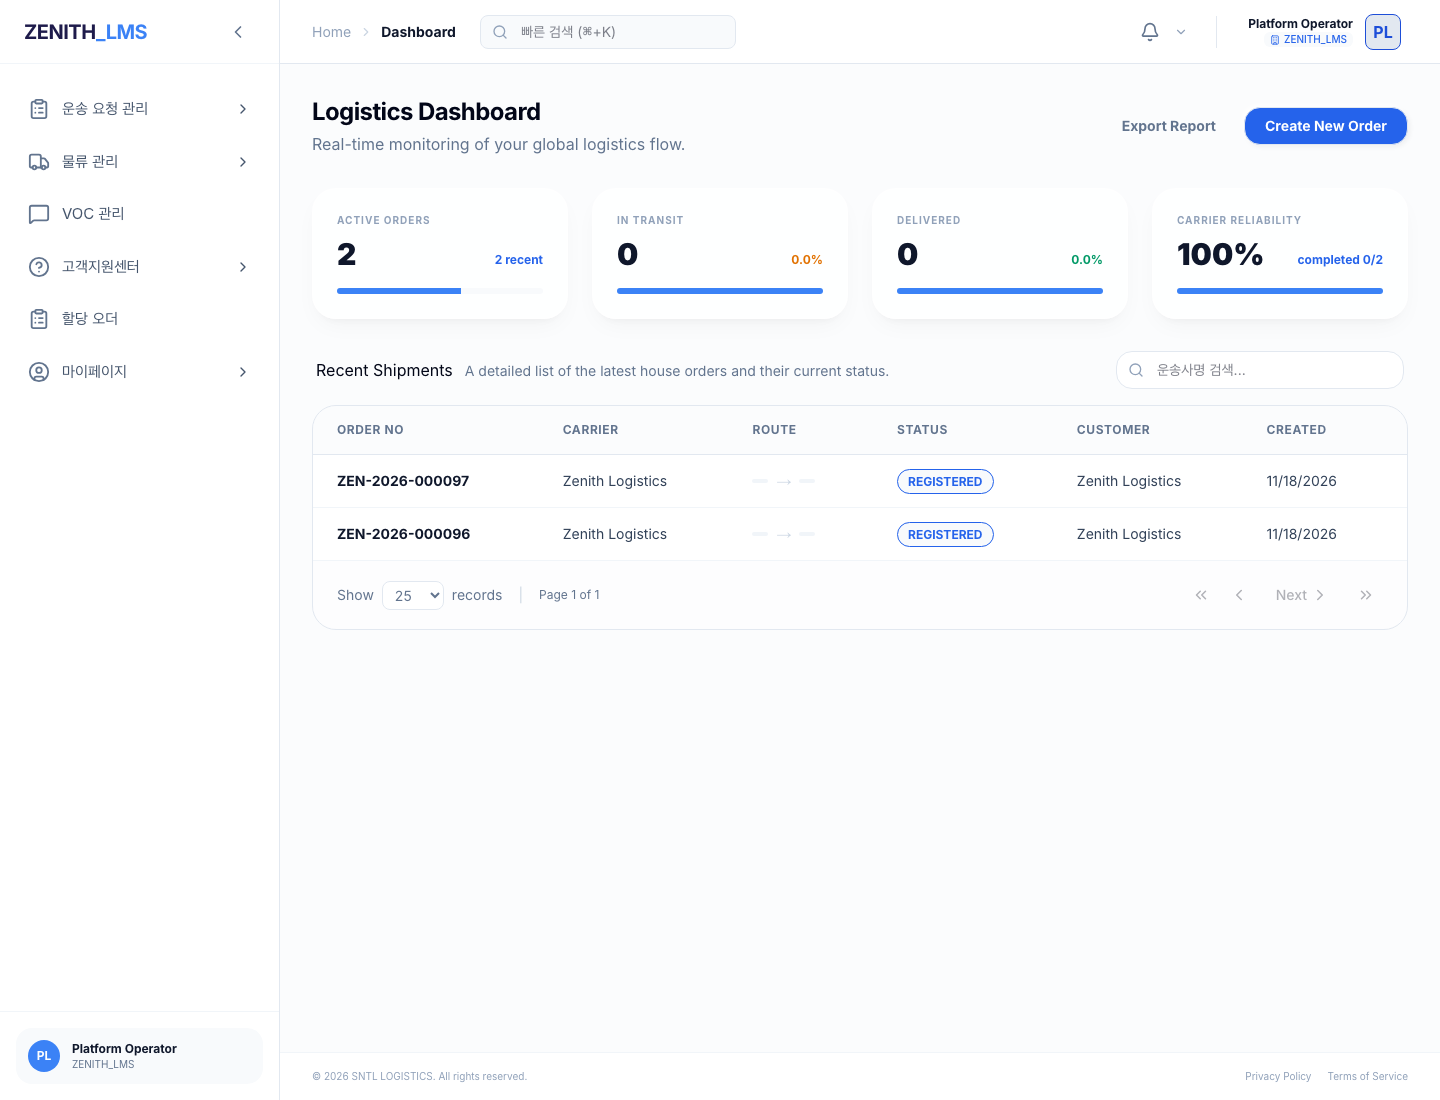 ZENITH_LMS
운송 요청 관리
물류 관리
VOC 관리
고객지원센터
할당 오더
마이페이지
PL
Platform Operator
ZENITH_LMS
Home
Dashboard
빠른 검색 (⌘+K)
Platform Operator
ZENITH_LMS
PL
Logistics Dashboard
Real-time monitoring of your global logistics flow.
Export Report
Create New Order
ACTIVE ORDERS
2
2 recent
IN TRANSIT
0
0.0%
DELIVERED
0
0.0%
CARRIER RELIABILITY
100%
completed 0/2
Recent Shipments
A detailed list of the latest house orders and their current status.
운송사명 검색...
ORDER NO CARRIER ROUTE STATUS CUSTOMER CREATED
ZEN-2026-000097 Zenith Logistics → REGISTERED Zenith Logistics 11/18/2026
ZEN-2026-000096 Zenith Logistics → REGISTERED Zenith Logistics 11/18/2026
Show 25 records
Page 1 of 1
Next
© 2026 SNTL LOGISTICS. All rights reserved.
Privacy Policy
Terms of Service